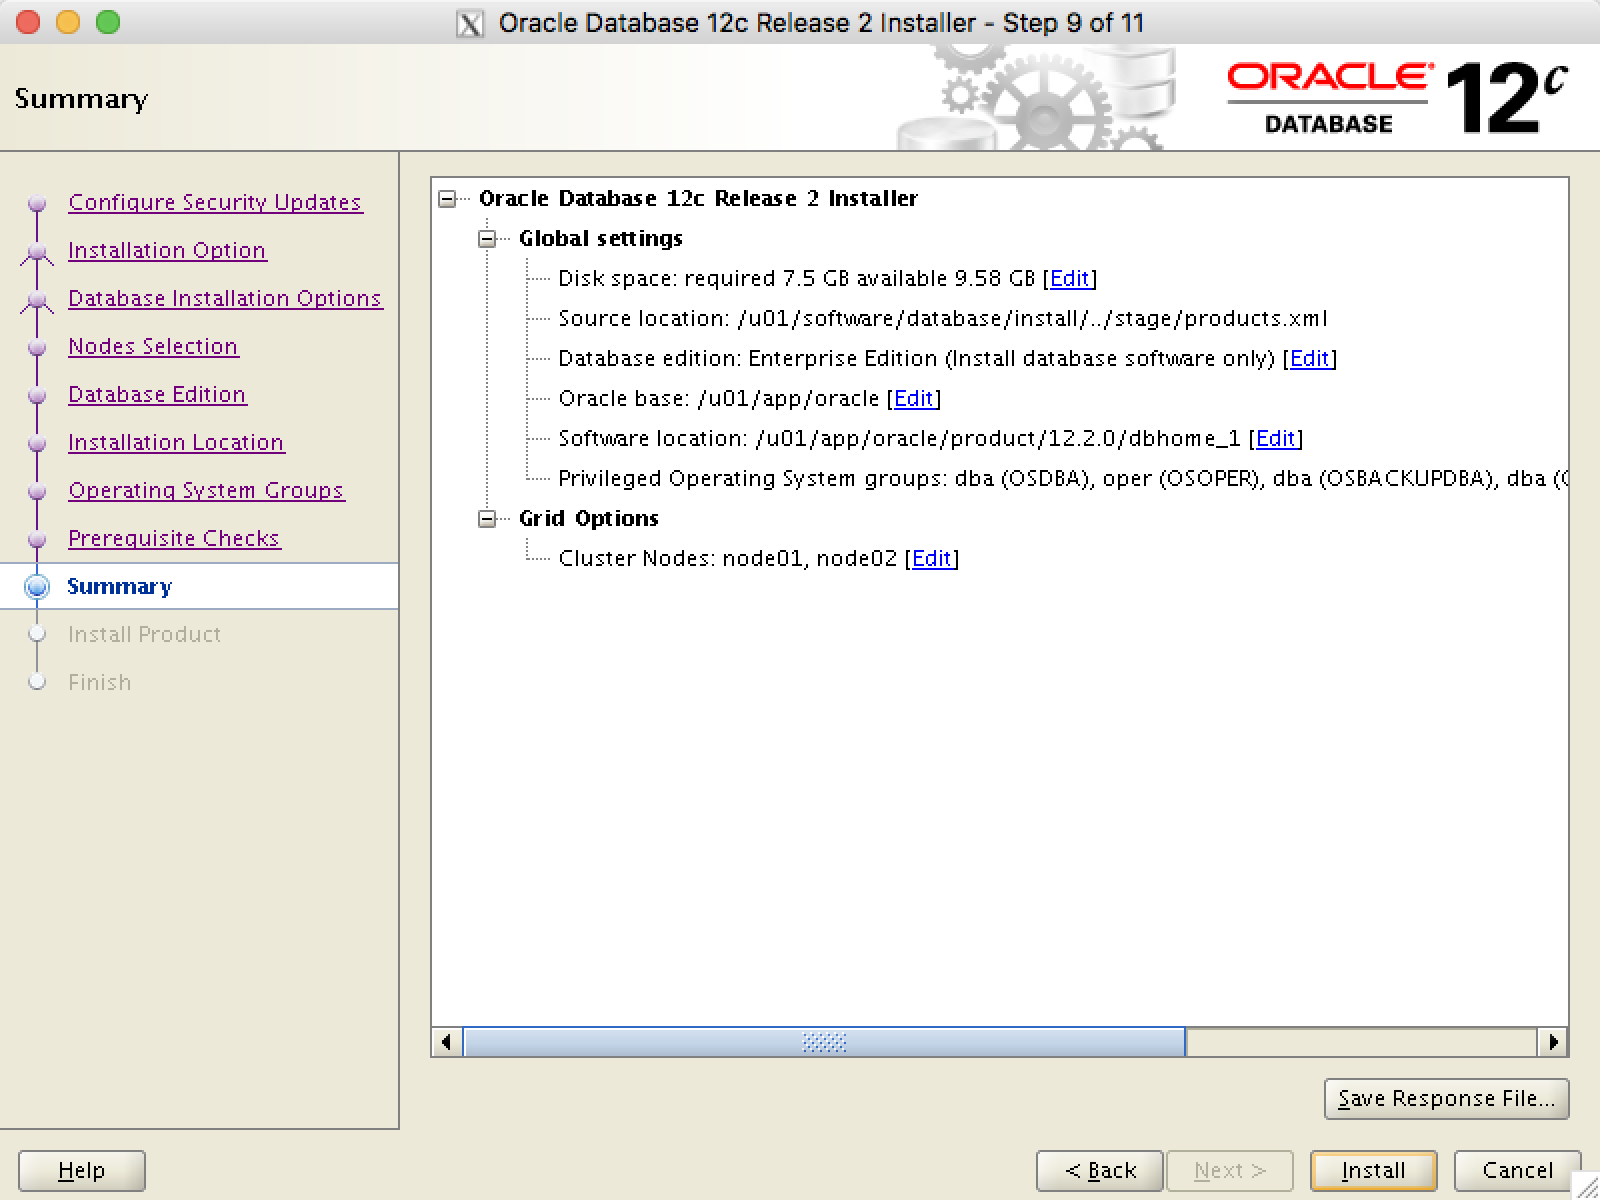 Oracle Database 12c Release 2 Installer - Step 9 of 11
Summary
ORACLE
DATABASE
12c
Configure Security Updates
Installation Option
Database Installation Options
Nodes Selection
Database Edition
Installation Location
Operating System Groups
Prerequisite Checks
Summary
Install Product
Finish
Oracle Database 12c Release 2 Installer
Global settings
Disk space: required 7.5 GB available 9.58 GB [Edit]
Source location: /u01/software/database/install/../stage/products.xml
Database edition: Enterprise Edition (Install database software only) [Edit]
Oracle base: /u01/app/oracle [Edit]
Software location: /u01/app/oracle/product/12.2.0/dbhome_1 [Edit]
Privileged Operating System groups: dba (OSDBA), oper (OSOPER), dba (OSBACKUPDBA), dba (
Grid Options
Cluster Nodes: node01, node02 [Edit]
Save Response File...
Help
< Back
Next >
Install
Cancel